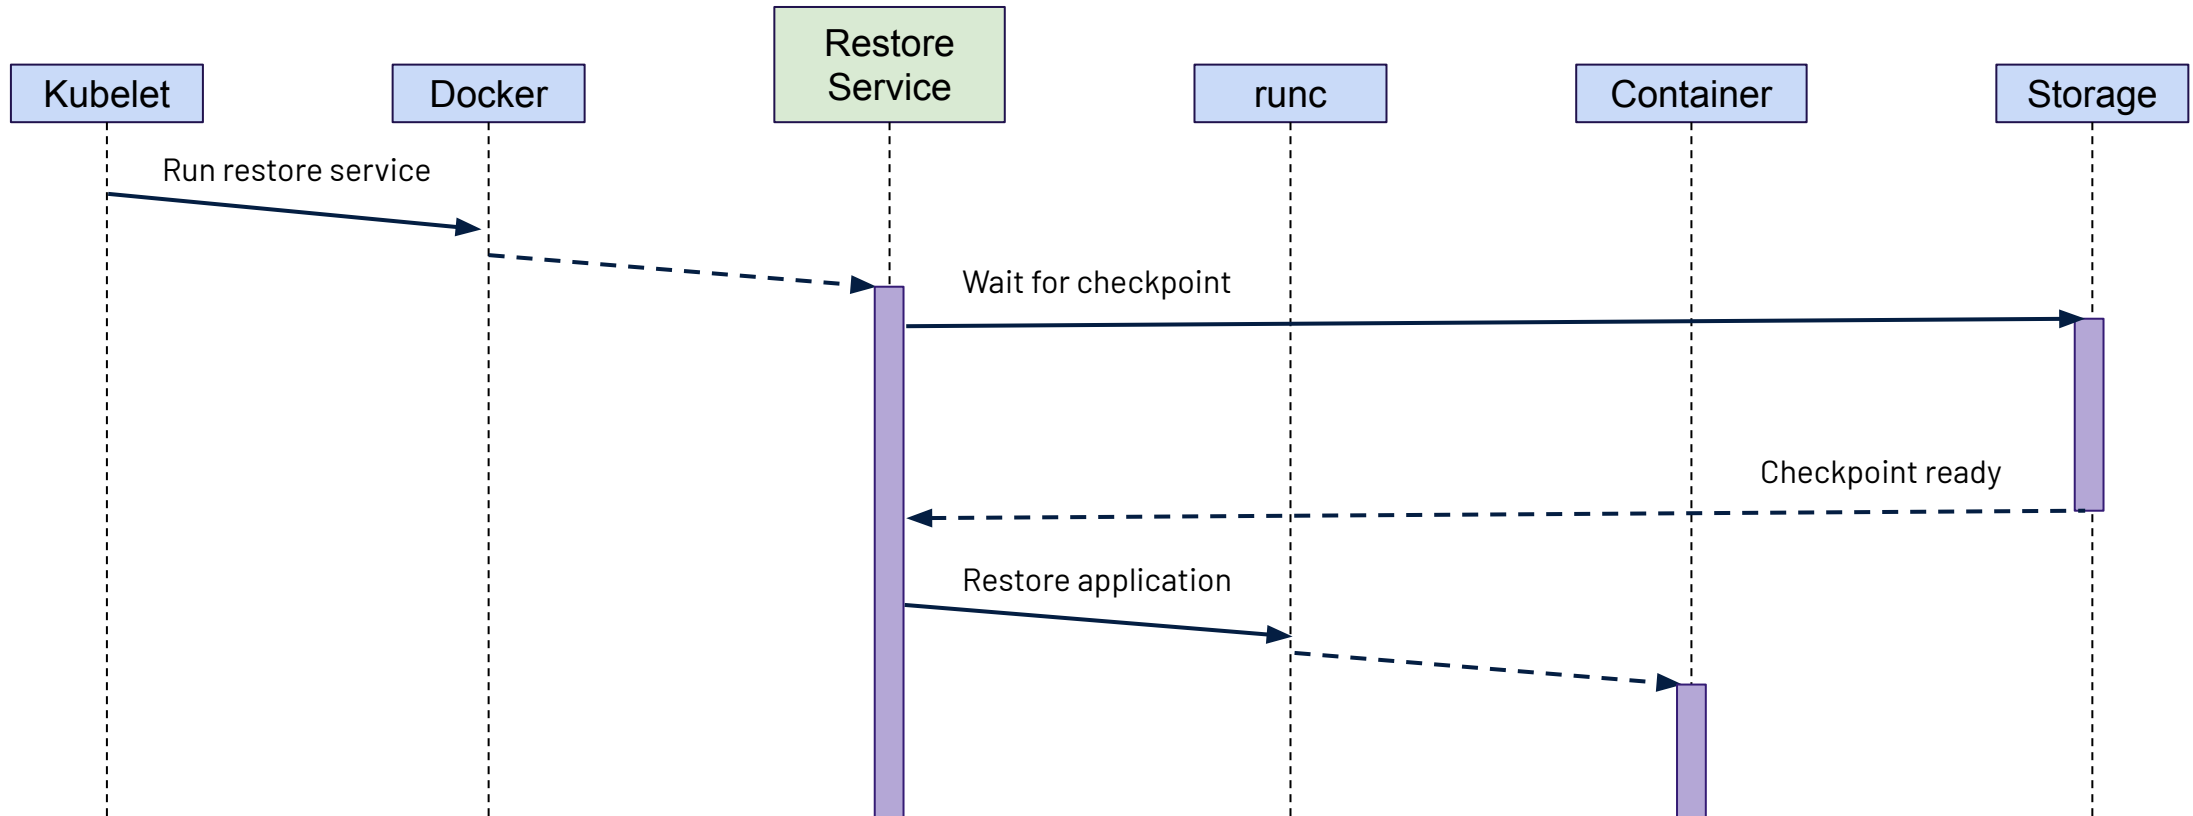 Kubelet
Docker
Restore
Service
runc
Container
Storage
Run restore service
Wait for checkpoint
Checkpoint ready
Restore application